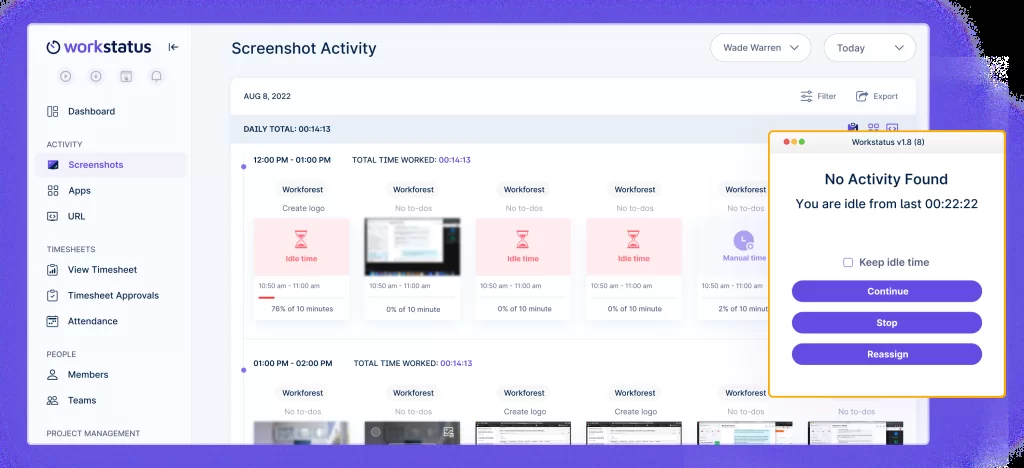 workstatus
Screenshot Activity
Wade Warren
Today
Dashboard
ACTIVITY
Screenshots
Apps
URL
TIMESHEETS
View Timesheet
Timesheet Approvals
Attendance
PEOPLE
Members
Teams
PROJECT MANAGEMENT
AUG 8, 2022
Filter
Export
DAILY TOTAL: 00:14:13
12:00 PM - 01:00 PM TOTAL TIME WORKED: 00:14:13
Workforest Workforest Workforest Workforest Workforest
Create logo No to-dos No to-dos. No to-dos. No to-dos
Idle time Idle time Idle time Manual time
10:50 am - 11:00 am 10:50 am - 11:00 am 10:50 am - 11:00 am 10:50 am - 11:00 am 10:50 am - 11:00 am
76% of 10 minutes 0% of 10 minute 0% of 10 minute 0% of 10 minute 2% of 10 minut
01:00 PM - 02:00 PM TOTAL TIME WORKED: 00:14:13
Workforest Workforest Workforest Workforest Workforest Workforest
No to-dos No to-dos Create logo Create logo No to-dos No to-dos
Workstatus v1.8 (8)
No Activity Found
You are idle from last 00:22:22
Keep idle time
Continue
Stop
Reassign